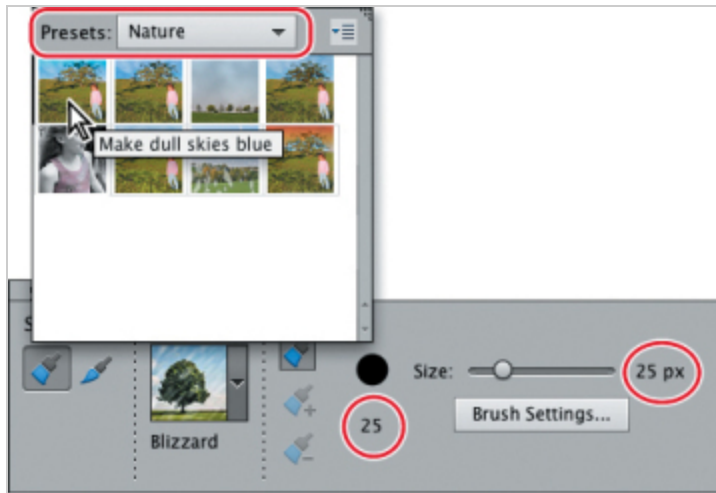 Presets: Nature
Make dull skies blue
S
Size: 25 px
25
Brush Settings...
Blizzard